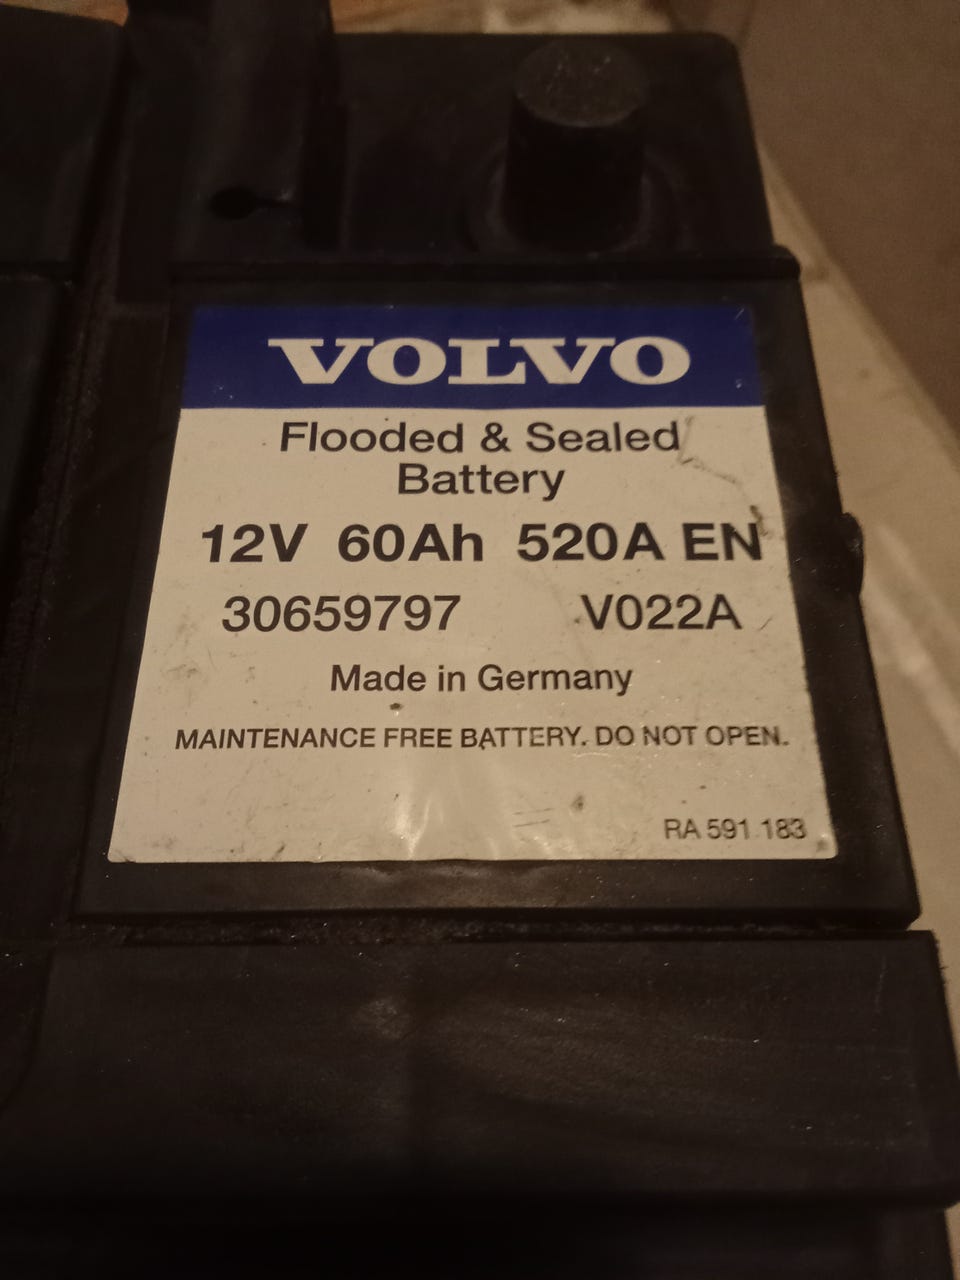 VOLVO
Flooded & Sealed
Battery
12V 60Ah 520A EN
30659797 V022A
Made in Germany
MAINTENANCE FREE BATTERY. DO NOT OPEN.
RA 591 183